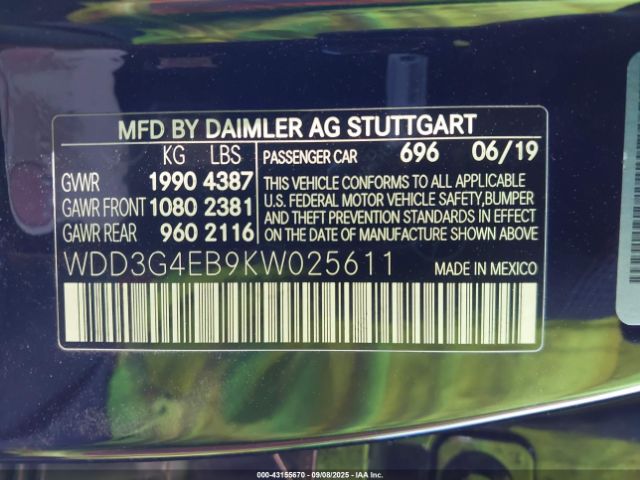 MFD BY DAIMLER AG STUTTGART
KG LBS
GVWR 1990 4387
GAWR FRONT 1080 2381
GAWR REAR 960 2116
PASSENGER CAR 696 06/19
THIS VEHICLE CONFORMS TO ALL APPLICABLE
U.S. FEDERAL MOTOR VEHICLE SAFETY, BUMPER
AND THEFT PREVENTION STANDARDS IN EFFECT
ON THE DATE OF MANUFACTURE SHOWN ABOVE.
WDD3G4EB9KW025611 MADE IN MEXICO
000-43155670 09/08/2025 - IAA Inc.